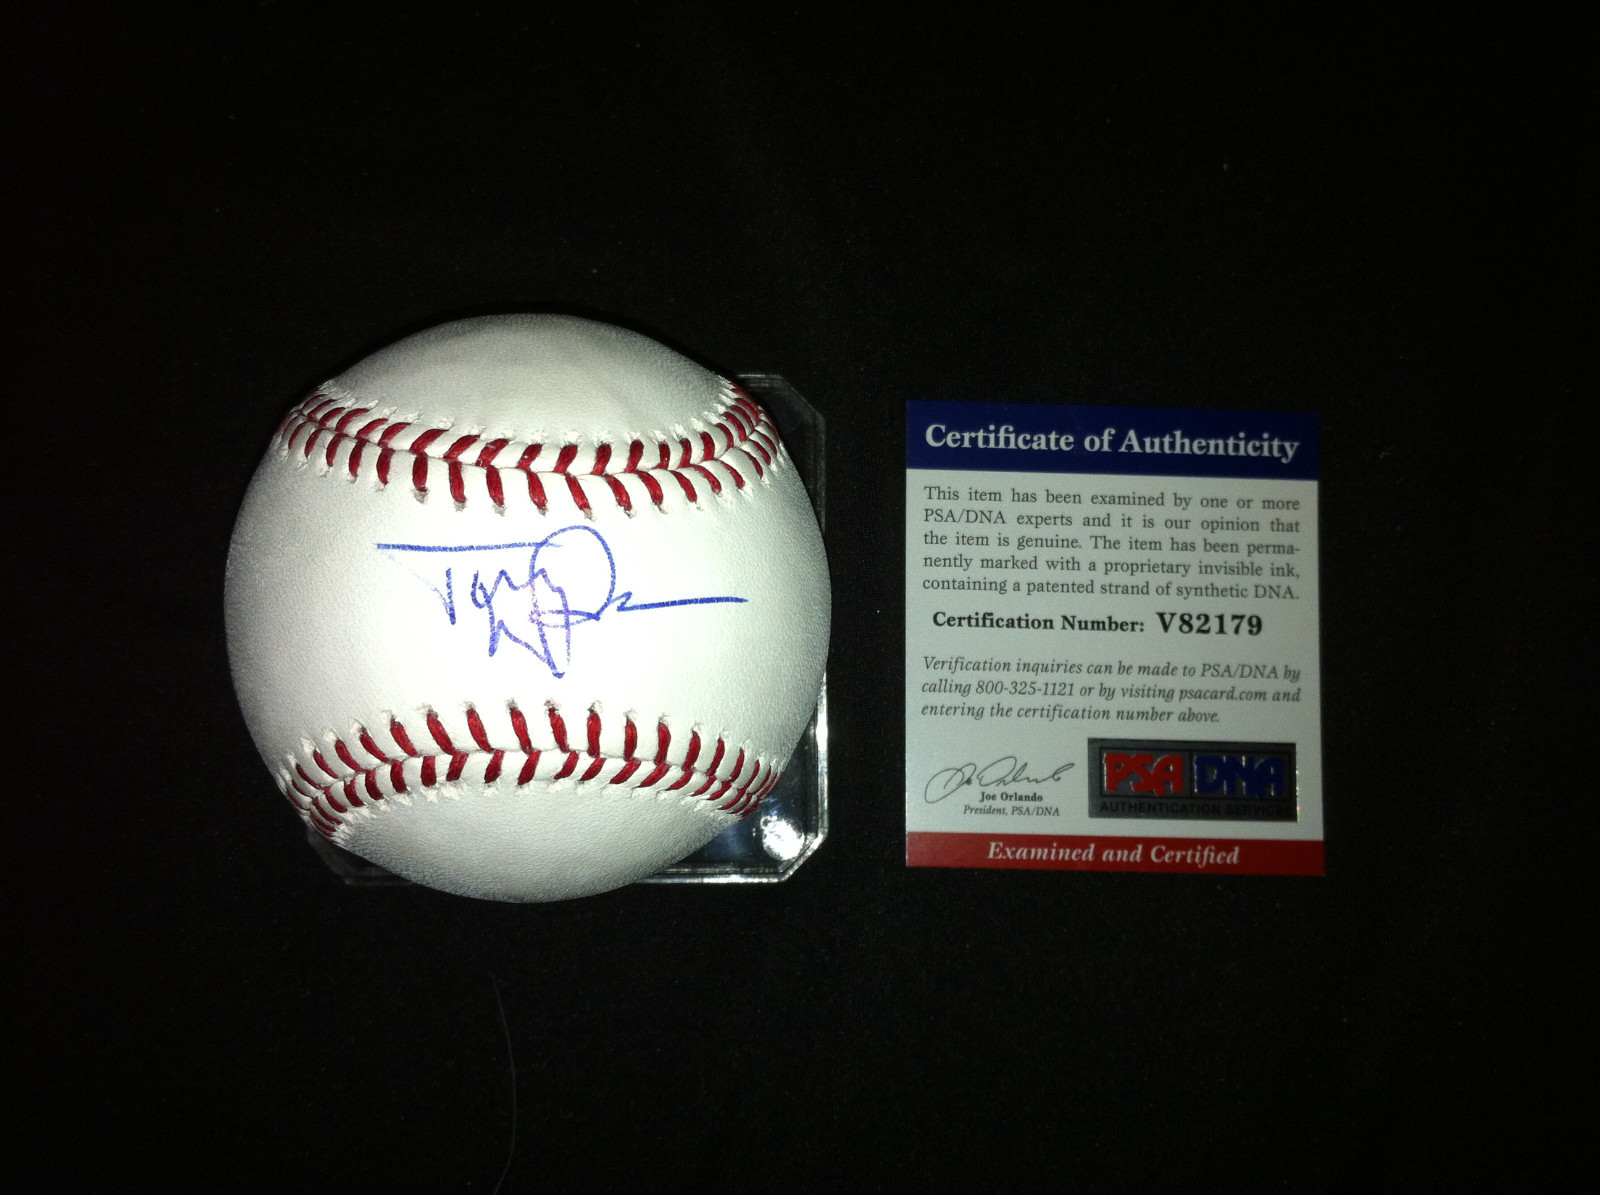 Certificate of Authenticity
This item has been examined by one or more
PSA/DNA experts and it is our opinion that
the item is genuine. The item has been perma-
nently marked with a proprietary invisible ink,
containing a patented strand of synthetic DNA.
Certification Number: V82179
Verification inquiries can be made to PSA/DNA by
calling 800-325-1121 or by visiting psacard.com and
entering the certification number above.
Joe Orlando
President, PSA/DNA
PSA DNA
AUTHENTICATION SERVICES
Examined and Certified